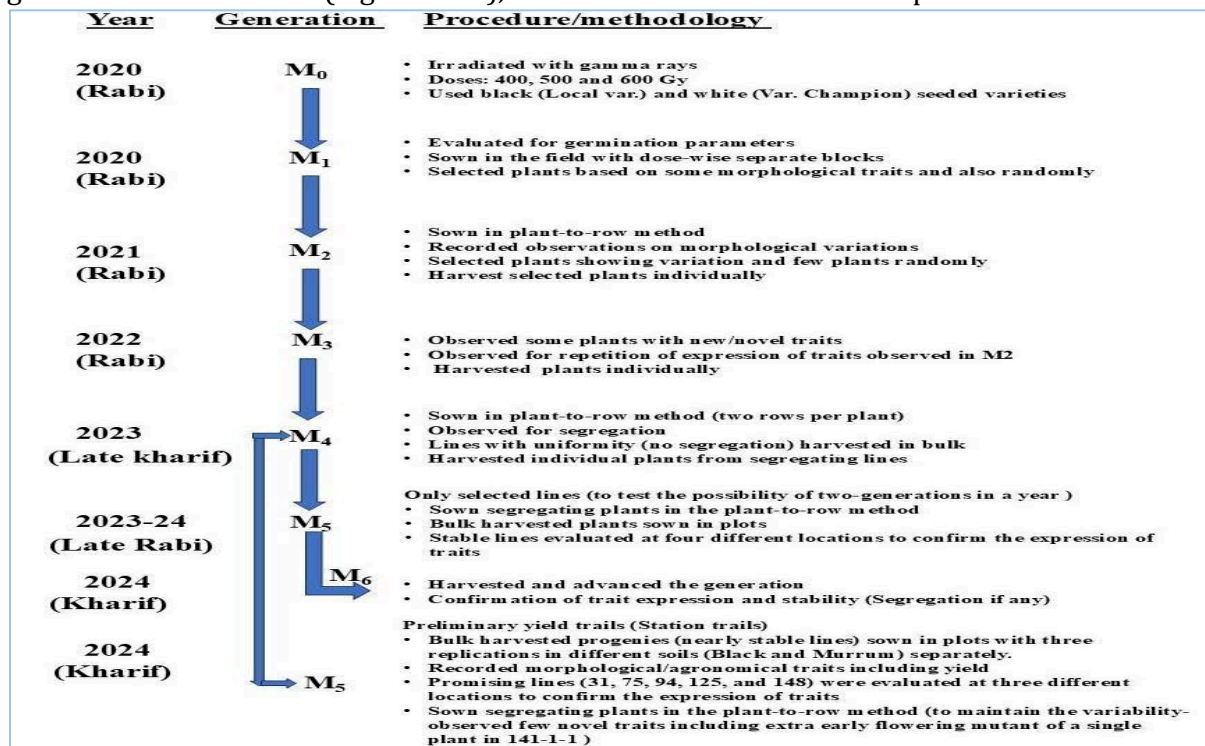 Year Generation Procedure/methodology
2020 (Rabi) M₀
• Irradiated with gamma rays
• Doses: 400, 500 and 600 Gy
• Used black (Local var.) and white (Var. Champion) seeded varieties
2020 (Rabi) M₁
• Evaluated for germination parameters
• Sown in the field with dose-wise separate blocks
• Selected plants based on some morphological traits and also randomly
2021 (Rabi) M₂
• Sown in plant-to-row method
• Recorded observations on morphological variations
• Selected plants showing variation and few plants randomly
• Harvest selected plants individually
2022 (Rabi) M₃
• Observed some plants with new/novel traits
• Observed for repetition of expression of traits observed in M2
• Harvested plants individually
2023 (Late kharif) M₄
• Sown in plant-to-row method (two rows per plant)
• Observed for segregation
• Lines with uniformity (no segregation) harvested in bulk
• Harvested individual plants from segregating lines
2023-24 (Late Rabi) M₅
Only selected lines (to test the possibility of two-generations in a year )
• Sown segregating plants in the plant-to-row method
• Bulk harvested plants sown in plots
• Stable lines evaluated at four different locations to confirm the expression of
traits
2024 (Kharif) M₆
• Harvested and advanced the generation
• Confirmation of trait expression and stability (Segregation if any)
2024 (Kharif) M₅
Preliminary yield trails (Station trails)
• Bulk harvested progenies (nearly stable lines) sown in plots with three
replications in different soils (Black and Murrum) separately.
• Recorded morphological/agronomical traits including yield
• Promising lines (31, 75, 94, 125, and 148) were evaluated at three different
locations to confirm the expression of traits
• Sown segregating plants in the plant-to-row method (to maintain the variability-
observed few novel traits including extra early flowering mutant of a single
plant in 141-1-1 )